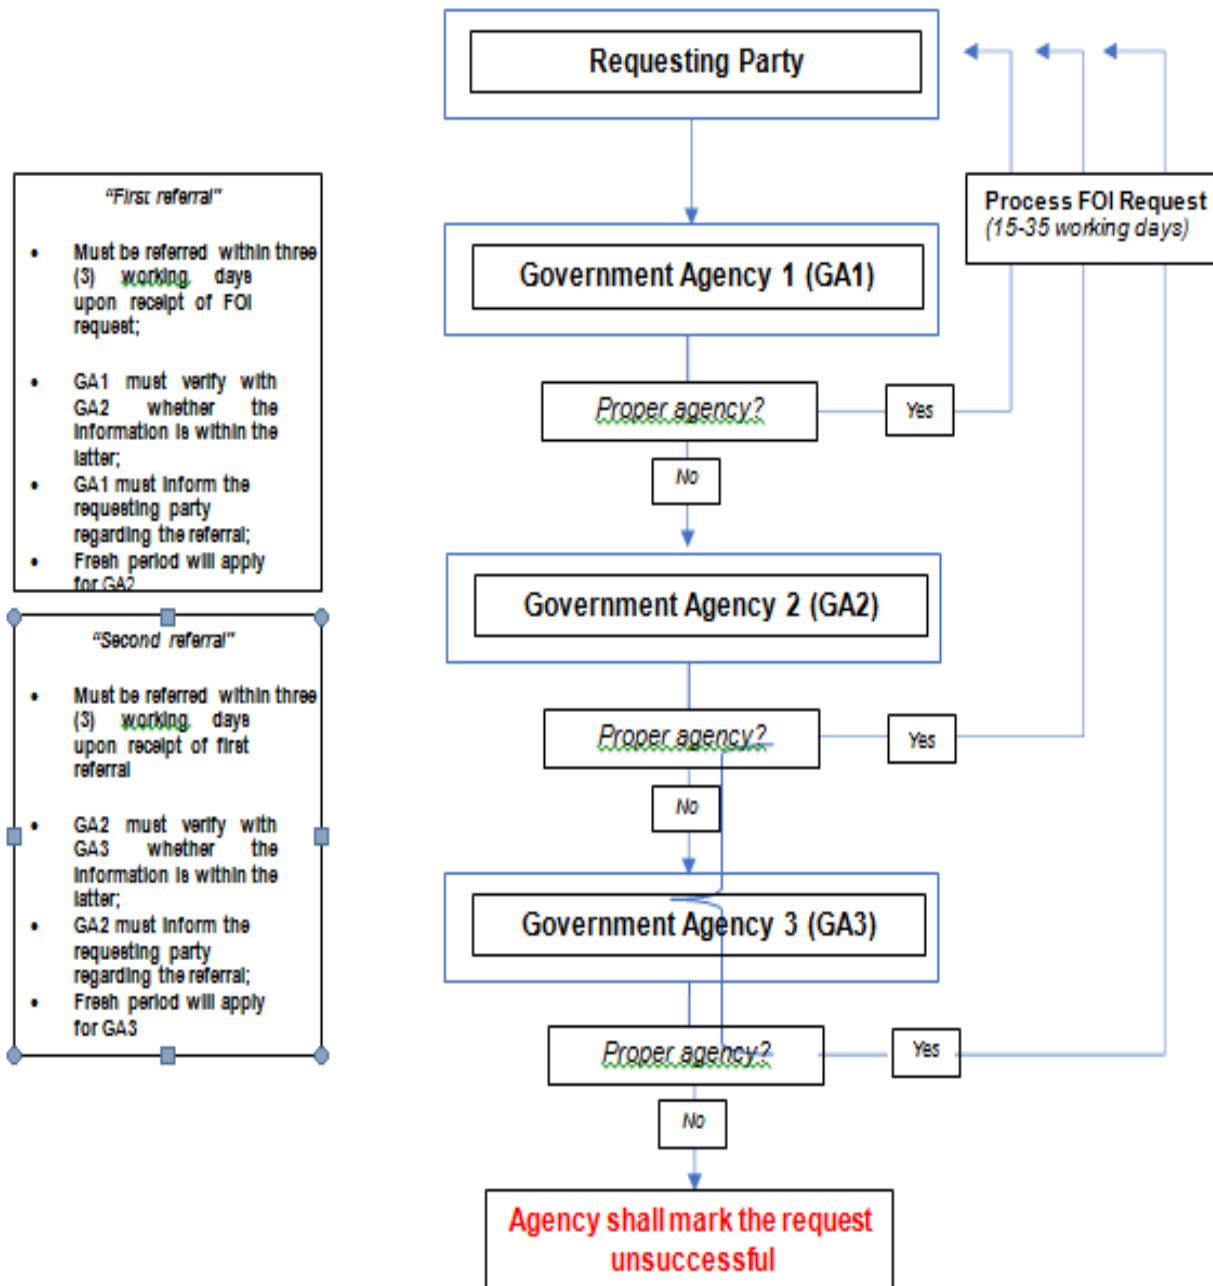 Requesting Party
Process FOI Request
(15-35 working days)
"First referral"
• Must be referred within three
(3) working days
upon receipt of FOI
request;
• GA1 must verify with
GA2 whether the
information is within the
latter;
• GA1 must inform the
requesting party
regarding the referral;
• Fresh period will apply
for GA2
Government Agency 1 (GA1)
Proper agency?
Yes
No
Government Agency 2 (GA2)
"Second referral"
• Must be referred within three
(3) working days
upon receipt of first
referral
• GA2 must verify with
GA3 whether the
information is within the
latter;
• GA2 must inform the
requesting party
regarding the referral;
• Fresh period will apply
for GA3
Proper agency?
Yes
No
Government Agency 3 (GA3)
Proper agency?
Yes
No
Agency shall mark the request
unsuccessful